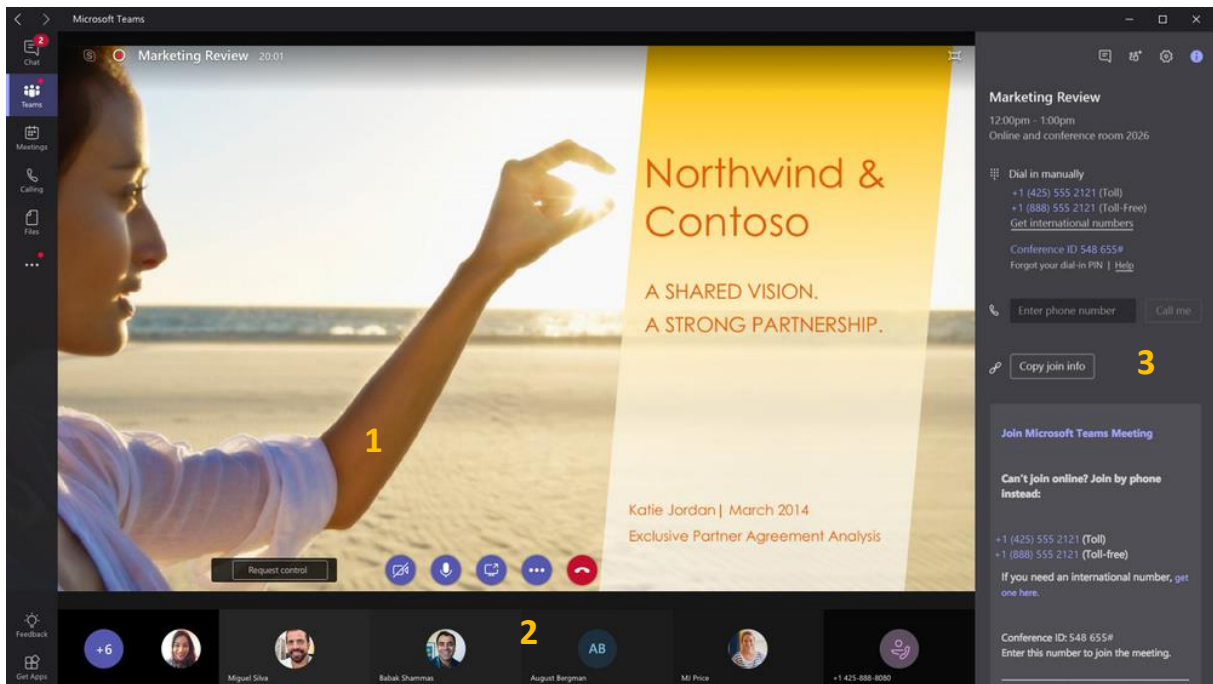 Microsoft Teams
2
Chat
Teams
Meetings
Calling
Files
Feedback
Get Apps
Marketing Review 20:01
Northwind &
Contoso
A SHARED VISION.
A STRONG PARTNERSHIP.
1
Katie Jordan| March 2014
Exclusive Partner Agreement Analysis
Request control
2
+6
AB
Miguel Silva
Babak Shammas
August Bergman
MJ Price
+1 425-888-8080
Marketing Review
12:00pm - 1:00pm
Online and conference room 2026
Dial in manually
+1 (425) 555 2121 (Toll)
+1 (888) 555 2121 (Toll-Free)
Get international numbers
Conference ID 548 655#
Forgot your dial-in PIN | Help
Enter phone number
Call me
Copy join info
3
Join Microsoft Teams Meeting
Can't join online? Join by phone
instead:
+1 (425) 555 2121 (Toll)
+1 (888) 555 2121 (Toll-free)
If you need an international number, get
one here.
Conference ID: 548 655#
Enter this number to join the meeting.